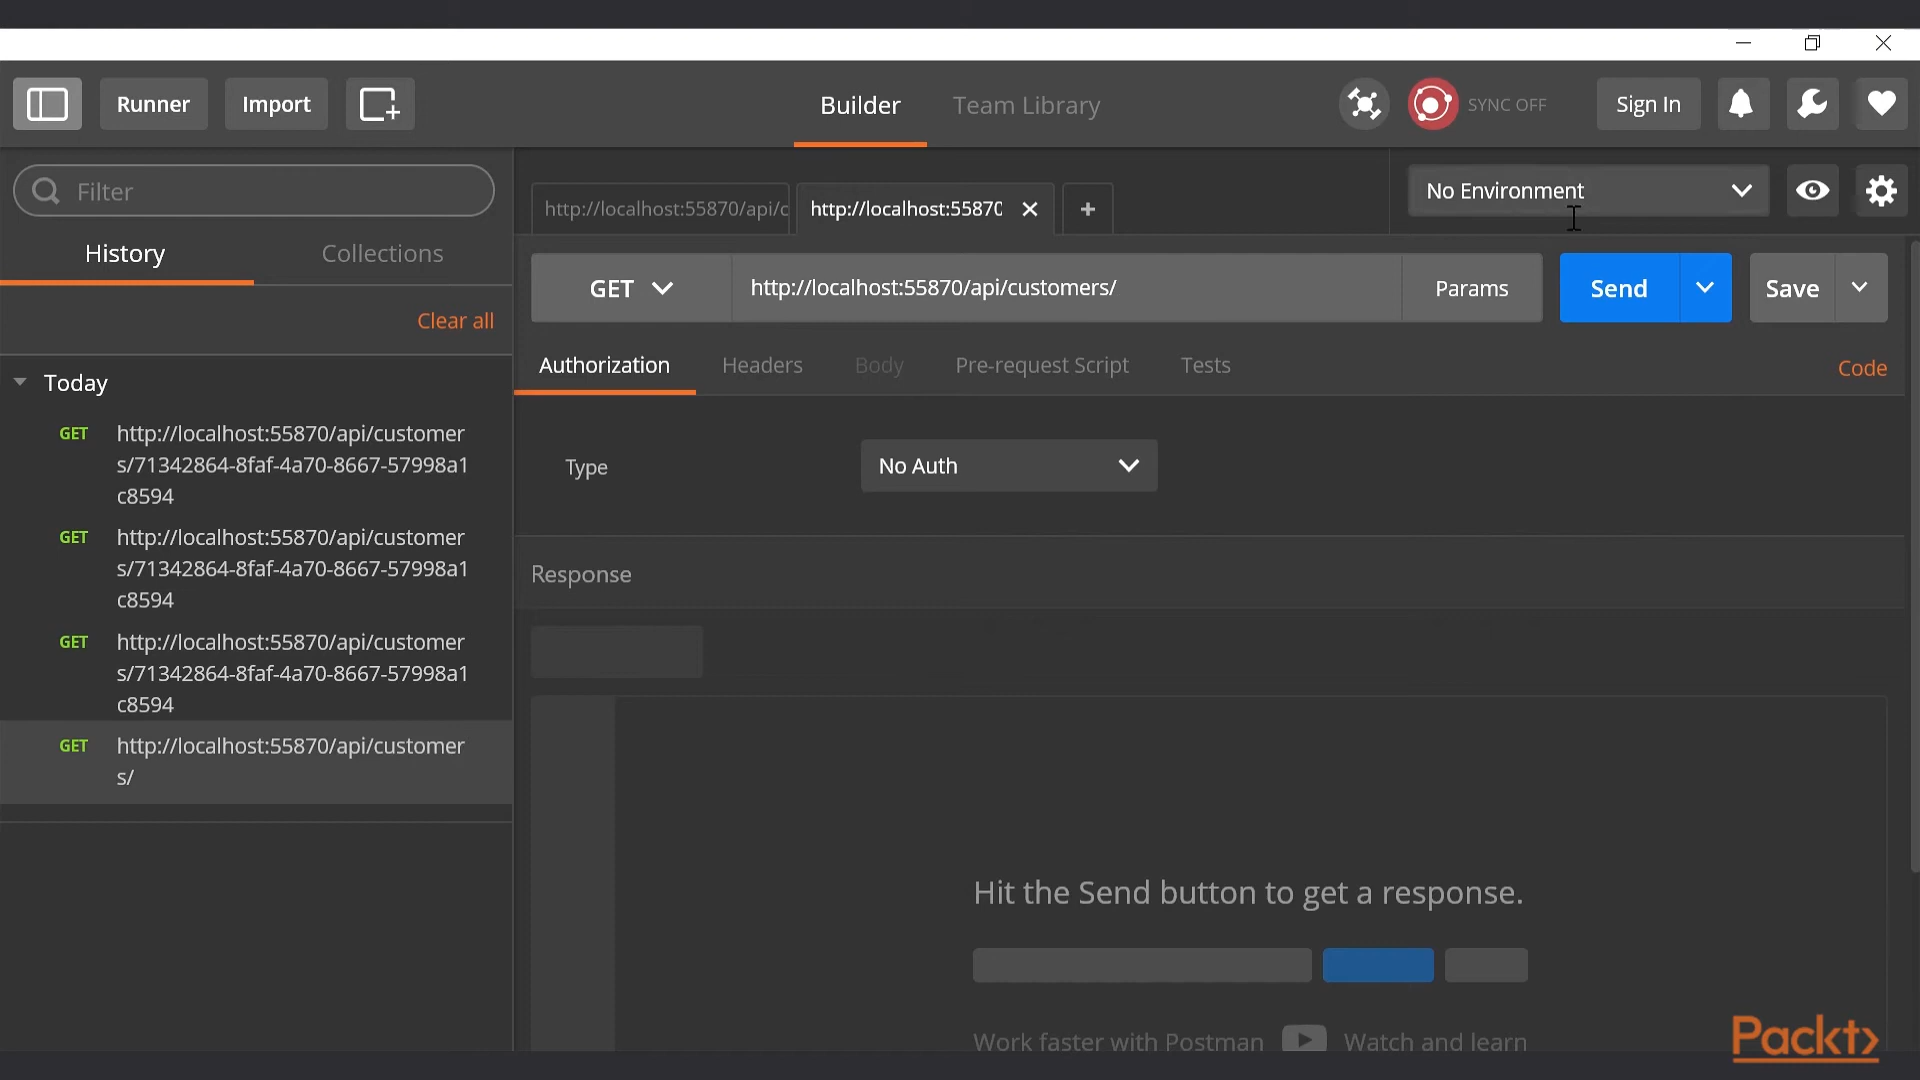 Runner
Import
Builder
Team Library
SYNC OFF
Sign In
Filter
History
Collections
Clear all
Today
GET http://localhost:55870/api/customer
s/71342864-8faf-4a70-8667-57998a1
c8594
GET http://localhost:55870/api/customer
s/71342864-8faf-4a70-8667-57998a1
c8594
GET http://localhost:55870/api/customer
s/71342864-8faf-4a70-8667-57998a1
c8594
GET http://localhost:55870/api/customer
s/
http://localhost:55870/api/c
http://localhost:55870
No Environment
GET
http://localhost:55870/api/customers/
Params
Send
Save
Authorization
Headers
Body
Pre-request Script
Tests
Code
Type
No Auth
Response
Hit the Send button to get a response.
Work faster with Postman
Watch and learn
Packt